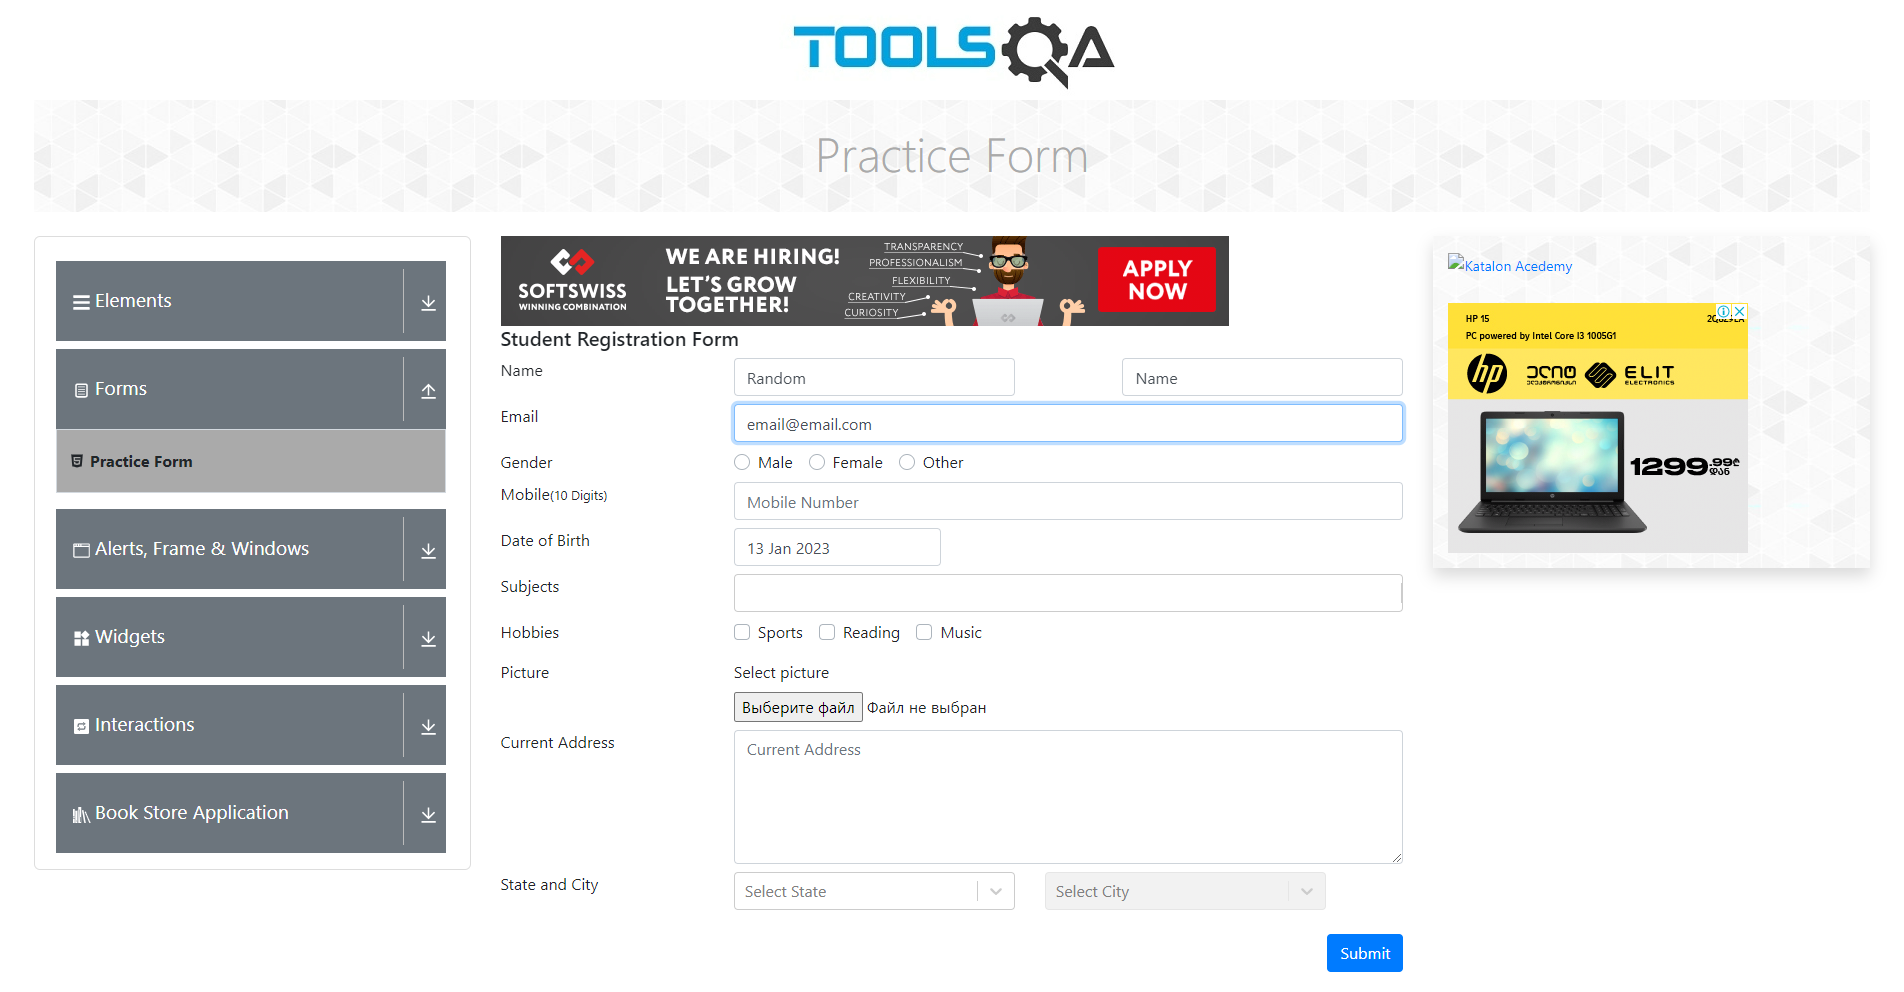 TOOLSQA
Practice Form
Elements
Forms
Practice Form
Alerts, Frame & Windows
Widgets
Interactions
Book Store Application
SOFTSWISS
WINNING COMBINATION
WE ARE HIRING!
LET'S GROW
TOGETHER!
TRANSPARENCY
PROFESSIONALISM
FLEXIBILITY
CREATIVITY
CURIOSITY
APPLY
NOW
Student Registration Form
Name
Random
Name
Email
email@email.com
Gender
Male
Female
Other
Mobile(10 Digits)
Mobile Number
Date of Birth
13 Jan 2023
Subjects
Hobbies
Sports
Reading
Music
Picture
Select picture
Выберите файл
Файл не выбран
Current Address
Current Address
State and City
Select State
Select City
Submit
Katalon Acedemy
HP 15
PC powered by Intel Core i3 1005G1
hp
ELIT
ELECTRONICS
1299.99₾
დან